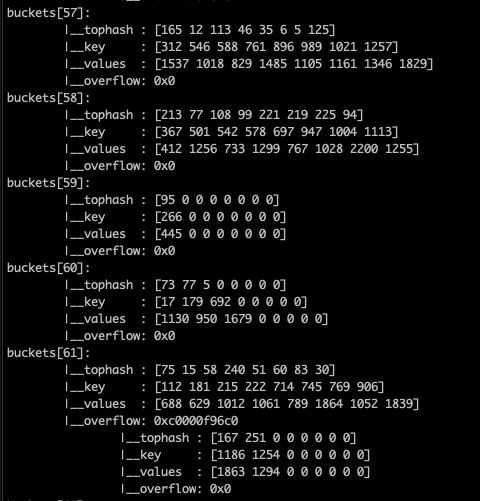 buckets[57]:
|__tophash : [165 12 113 46 35 6 5 125]
|__key : [312 546 588 761 896 989 1021 1257]
|__values : [1537 1018 829 1485 1105 1161 1346 1829]
|__overflow: 0x0
buckets[58]:
|__tophash : [213 77 108 99 221 219 225 94]
|__key : [367 501 542 578 697 947 1004 1113]
|__values : [412 1256 733 1299 767 1028 2200 1255]
|__overflow: 0x0
buckets[59]:
|__tophash : [95 0 0 0 0 0 0 0]
|__key : [266 0 0 0 0 0 0 0]
|__values : [445 0 0 0 0 0 0 0]
|__overflow: 0x0
buckets[60]:
|__tophash : [73 77 5 0 0 0 0 0]
|__key : [17 179 692 0 0 0 0 0]
|__values : [1130 950 1679 0 0 0 0 0]
|__overflow: 0x0
buckets[61]:
|__tophash : [75 15 58 240 51 60 83 30]
|__key : [112 181 215 222 714 745 769 906]
|__values : [688 629 1012 1061 789 1864 1052 1839]
|__overflow: 0xc0000f96c0
|__tophash : [167 251 0 0 0 0 0 0]
|__key : [1186 1254 0 0 0 0 0 0]
|__values : [1863 1294 0 0 0 0 0 0]
|__overflow: 0x0